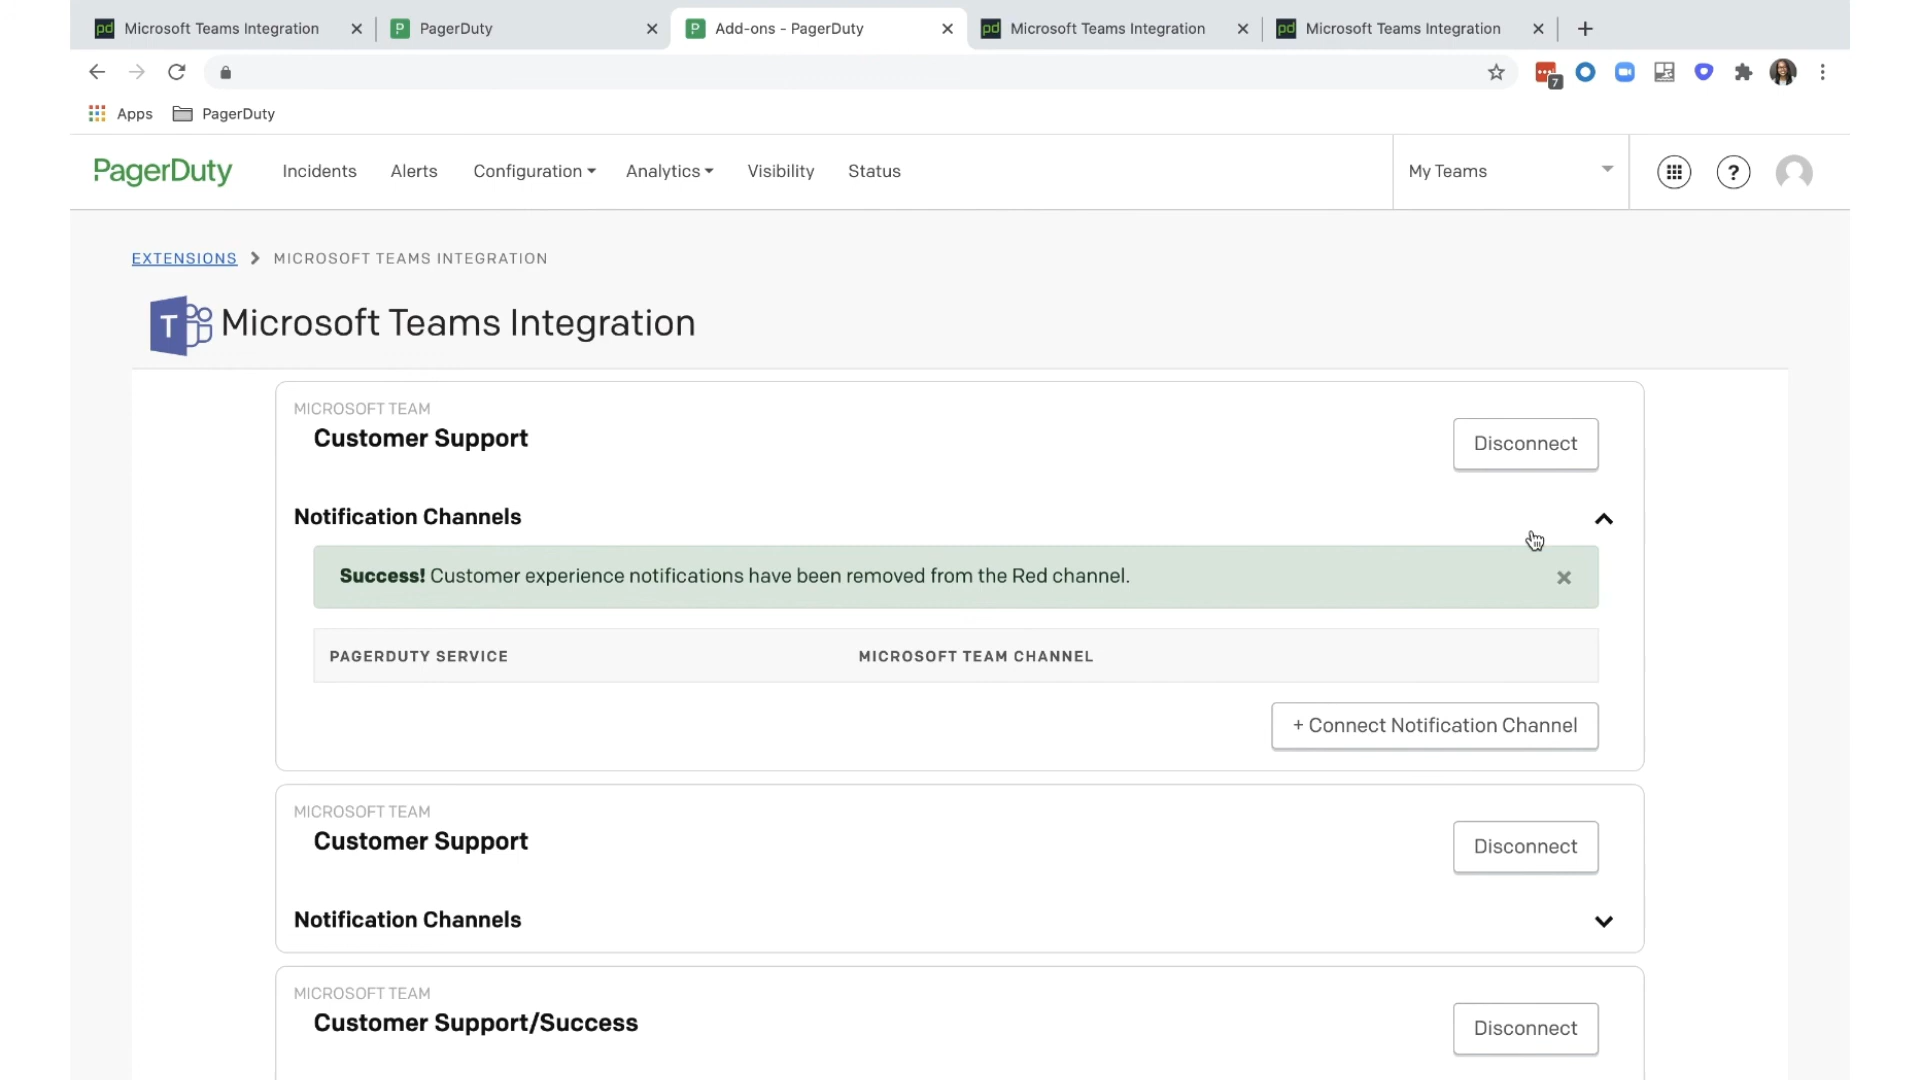 Microsoft Teams Integration PagerDuty Add-ons - PagerDuty Microsoft Teams Integration Microsoft Teams Integration
7
Apps PagerDuty
PagerDuty Incidents Alerts Configuration Analytics Visibility Status My Teams ?
EXTENSIONS > MICROSOFT TEAMS INTEGRATION
T Microsoft Teams Integration
MICROSOFT TEAM
Customer Support
Disconnect
Notification Channels
Success! Customer experience notifications have been removed from the Red channel. ×
PAGERDUTY SERVICE MICROSOFT TEAM CHANNEL
+ Connect Notification Channel
MICROSOFT TEAM
Customer Support
Disconnect
Notification Channels
MICROSOFT TEAM
Customer Support/Success
Disconnect